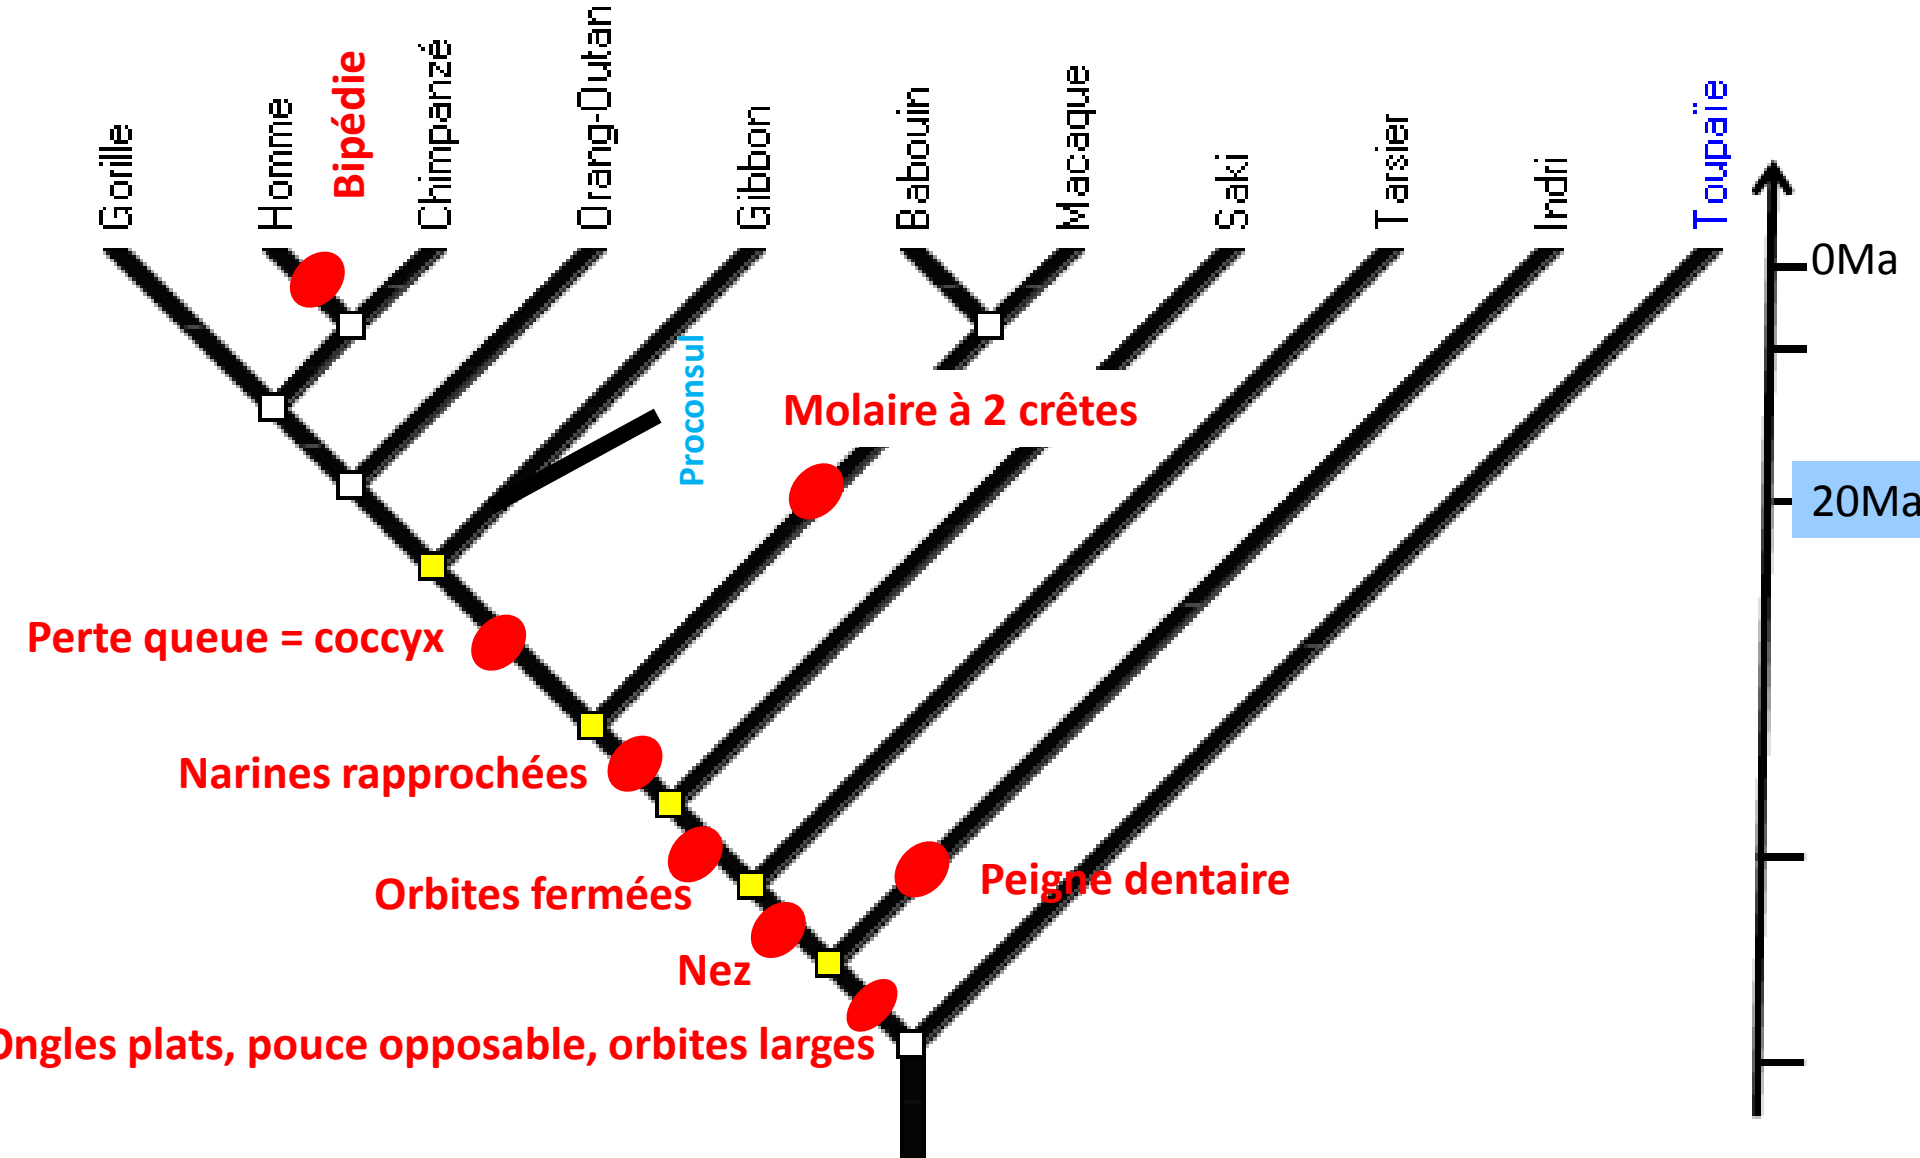 Gorille
Homme
Bipédie
Chimpanzé
Orang-Outan
Gibbon
Babouin
Macaque
Saki
Tarsier
Indri
Toupaïe
0Ma
Proconsul
Molaire à 2 crêtes
20Ma
Perte queue = coccyx
Narines rapprochées
Orbites fermées
Peigne dentaire
Nez
Ongles plats, pouce opposable, orbites larges